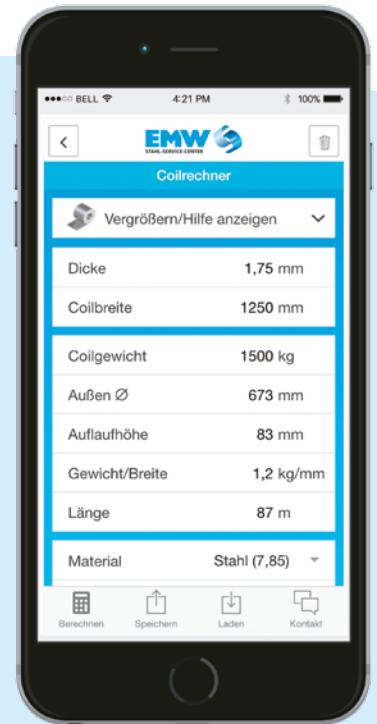 BELL 4:21 PM 100%
EMW
STAHL-SERVICE-CENTER
Coilrechner
Vergrößern/Hilfe anzeigen
Dicke 1,75 mm
Coilbreite 1250 mm
Coilgewicht 1500 kg
Außen Ø 673 mm
Auflaufhöhe 83 mm
Gewicht/Breite 1,2 kg/mm
Länge 87 m
Material Stahl (7,85)
Berechnen Speichern Laden Kontakt